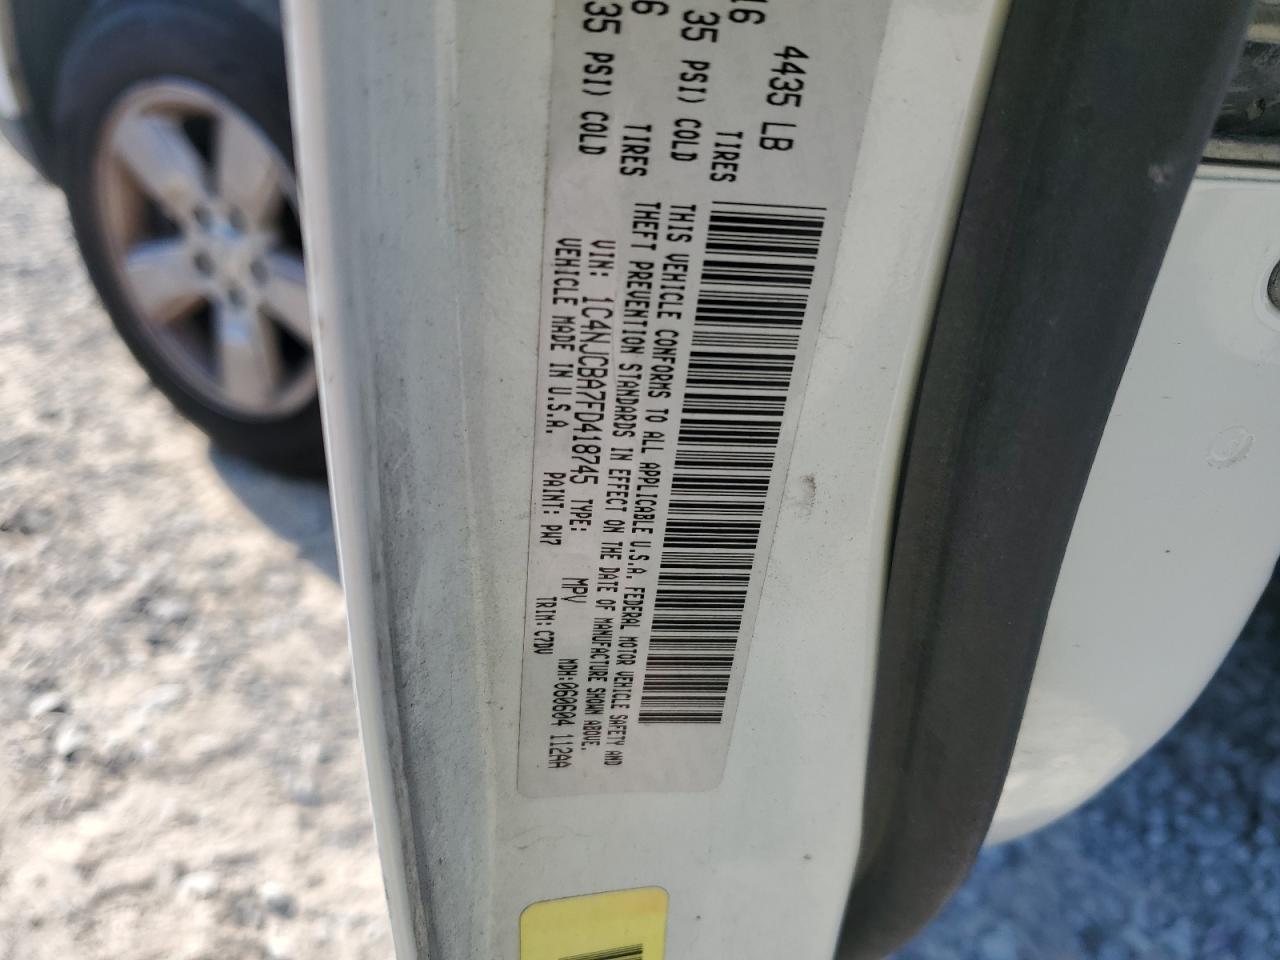 4435 LB
16 TIRES
35 PSI) COLD
6 TIRES
35 PSI) COLD
THIS VEHICLE CONFORMS TO ALL APPLICABLE U.S.A. FEDERAL MOTOR VEHICLE SAFETY AND
THEFT PREVENTION STANDARDS IN EFFECT ON THE DATE OF MANUFACTURE SHOWN ABOVE.
VIN: 1C4NJCBA7FD418745 TYPE: MPV MDH:060604 112AA
VEHICLE MADE IN U.S.A. PAINT: PW7 TRIM: C7DV